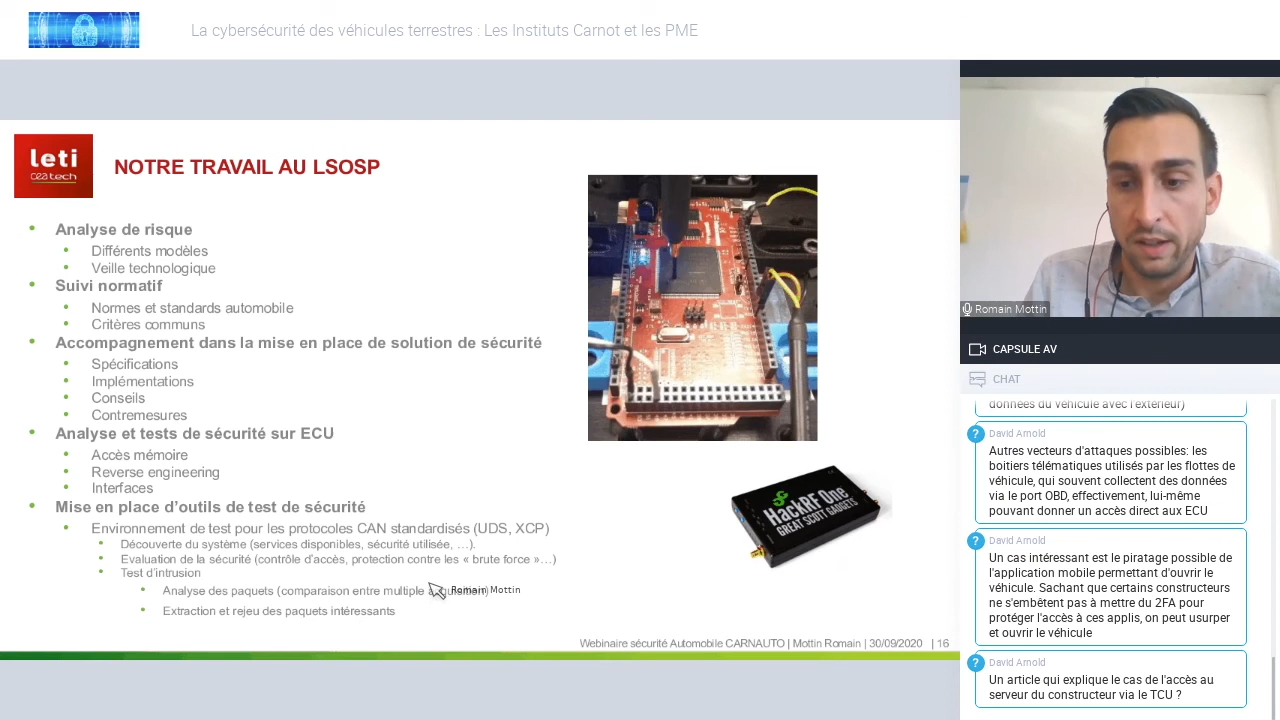 La cybersécurité des véhicules terrestres : Les Instituts Carnot et les PME
leti
ceatech
NOTRE TRAVAIL AU LSOSP
• Analyse de risque
• Différents modèles
• Veille technologique
• Suivi normatif
• Normes et standards automobile
• Critères communs
• Accompagnement dans la mise en place de solution de sécurité
• Spécifications
• Implémentations
• Conseils
• Contremesures
• Analyse et tests de sécurité sur ECU
• Accès mémoire
• Reverse engineering
• Interfaces
• Mise en place d'outils de test de sécurité
• Environnement de test pour les protocoles CAN standardisés (UDS, XCP)
• Découverte du système (services disponibles, sécurité utilisée, …).
• Evaluation de la sécurité (contrôle d'accès, protection contre les « brute force »…)
• Test d'intrusion
• Analyse des paquets (comparaison entre multiple
Romain Mottin
• Extraction et rejeu des paquets intéressants
HackRF One
GREAT SCOTT GADGETS
Webinaire sécurité Automobile CARNAUTO | Mottin Romain | 30/09/2020 | 16
Romain Mottin
CAPSULE AV
CHAT
données du véhicule avec l'extérieur)
? David Arnold
Autres vecteurs d'attaques possibles: les
boitiers télématiques utilisés par les flottes de
véhicule, qui souvent collectent des données
via le port OBD, effectivement, lui-même
pouvant donner un accès direct aux ECU
? David Arnold
Un cas intéressant est le piratage possible de
l'application mobile permettant d'ouvrir le
véhicule. Sachant que certains constructeurs
ne s'embêtent pas à mettre du 2FA pour
protéger l'accès à ces applis, on peut usurper
et ouvrir le véhicule
? David Arnold
Un article qui explique le cas de l'accès au
serveur du constructeur via le TCU ?